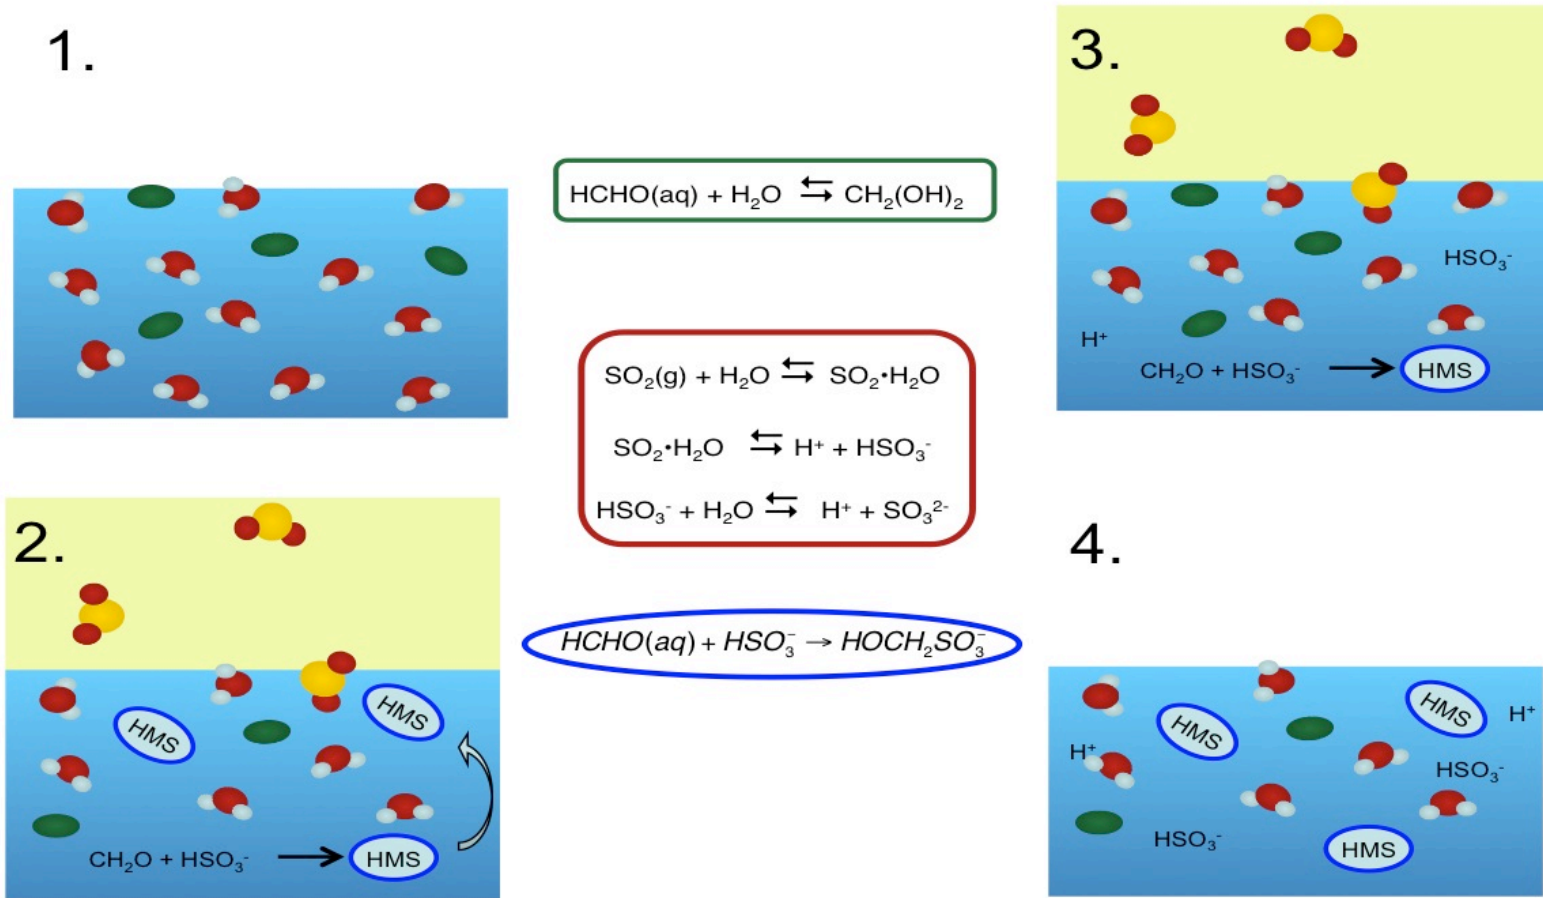 1.
HCHO(aq) + H₂O ⇆ CH₂(OH)₂
SO₂(g) + H₂O ⇆ SO₂•H₂O
SO₂•H₂O ⇆ H⁺ + HSO₃⁻
HSO₃⁻ + H₂O ⇆ H⁺ + SO₃²⁻
HCHO(aq) + HSO₃⁻ → HOCH₂SO₃⁻
2.
HMS
HMS
CH₂O + HSO₃⁻ → HMS
3.
HSO₃⁻
H⁺
CH₂O + HSO₃⁻ → HMS
4.
HMS
HMS
H⁺
H⁺
HSO₃⁻
HSO₃⁻
HMS